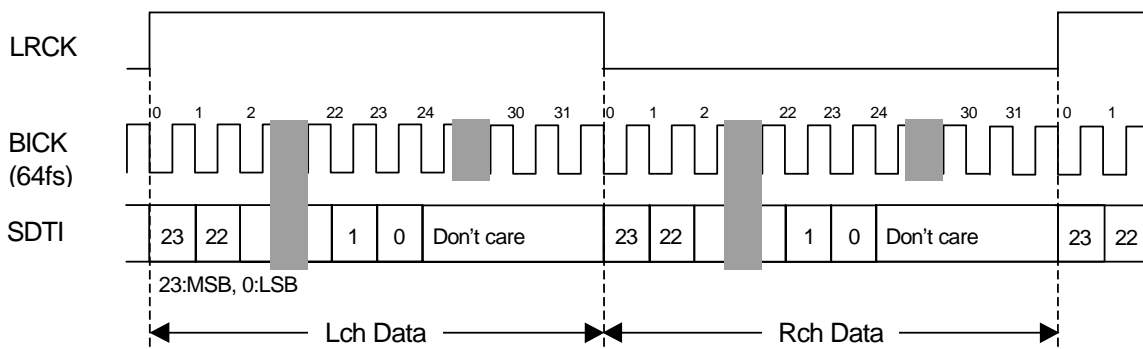 LRCK
0 1 2 22 23 24 30 31 0 1 2 22 23 24 30 31 0 1
BICK
(64fs)
SDTI 23 22 1 0 Don't care 23 22 1 0 Don't care 23 22
23:MSB, 0:LSB
Lch Data Rch Data